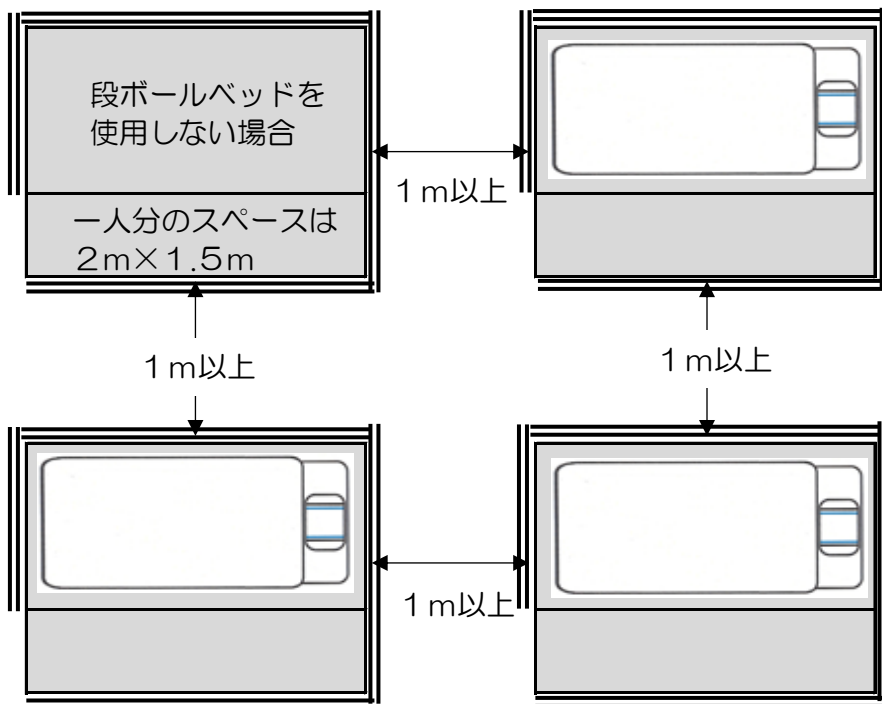 段ボールベッドを
使用しない場合
一人分のスペースは
２ｍ×１.５ｍ
１ｍ以上
１ｍ以上
１ｍ以上
１ｍ以上